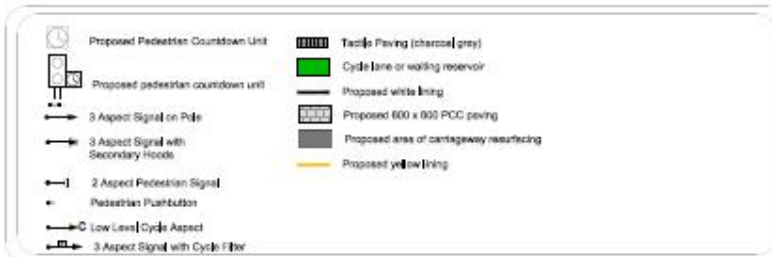 Proposed Pedestrian Countdown Unit
Proposed pedestrian countdown unit
3 Aspect Signal on Pole
3 Aspect Signal with
Secondary Hoods
2 Aspect Pedestrian Signal
Pedestrian Pushbutton
C Low Level Cycle Aspect
3 Aspect Signal with Cycle Filter
Tactile Paving (charcoal grey)
Cycle lane or waiting reservoir
Proposed white lining
Proposed 600 x 600 PCC paving
Proposed area of carriageway resurfacing
Proposed yellow lining